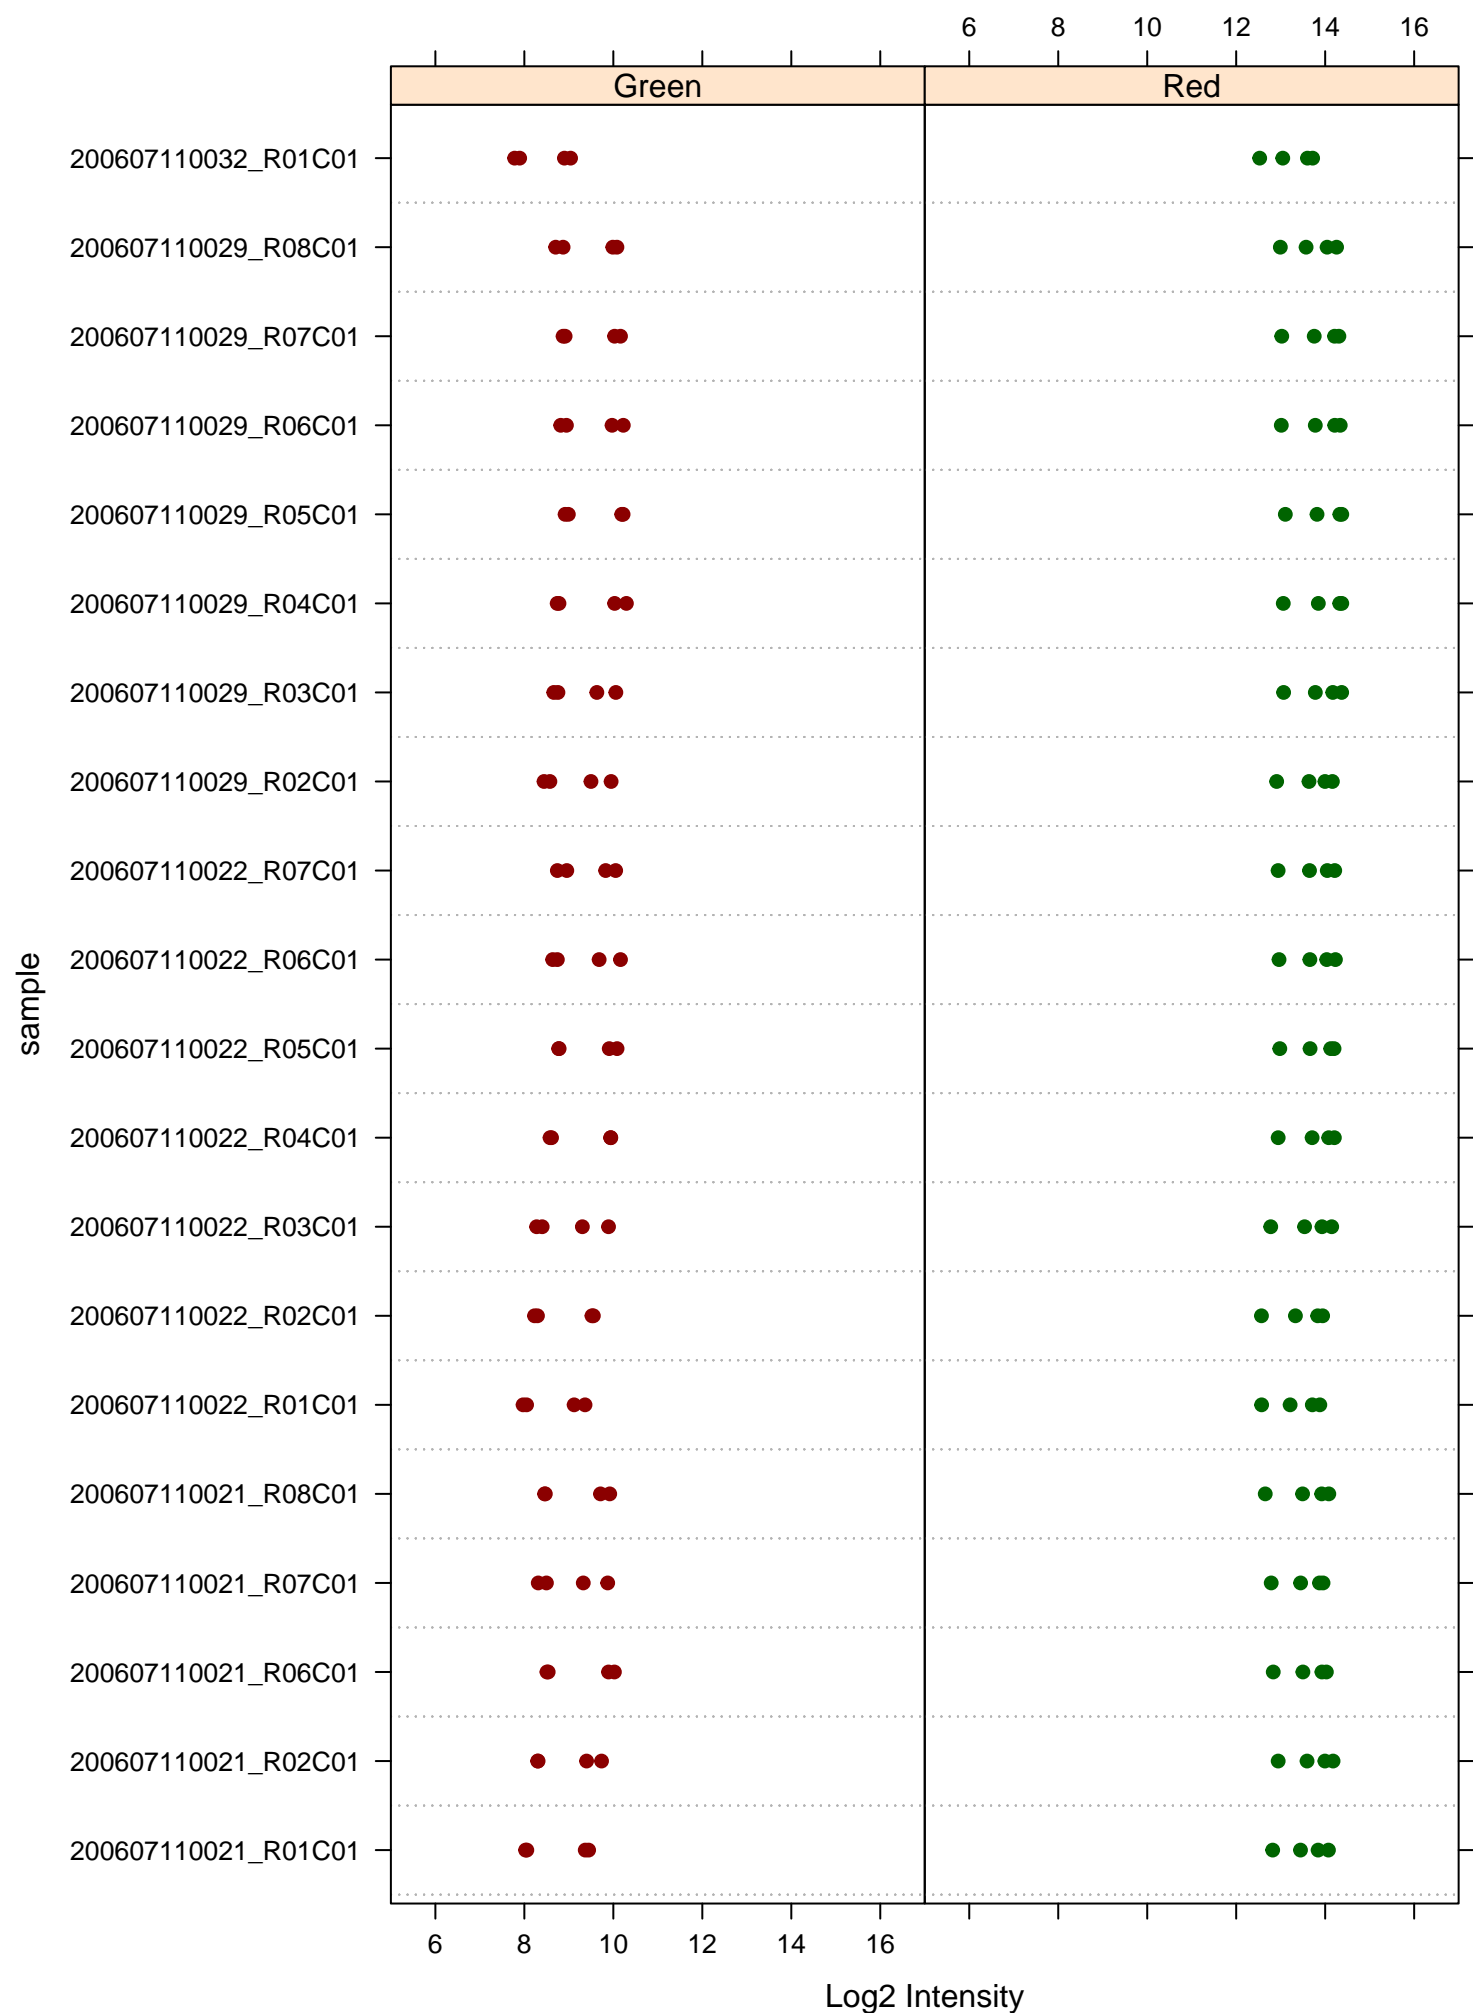 6 8 10 12 14 16
Green Red
200607110032_R01C01
200607110029_R08C01
200607110029_R07C01
200607110029_R06C01
200607110029_R05C01
200607110029_R04C01
200607110029_R03C01
200607110029_R02C01
200607110022_R07C01
200607110022_R06C01
200607110022_R05C01
200607110022_R04C01
200607110022_R03C01
200607110022_R02C01
200607110022_R01C01
200607110021_R08C01
200607110021_R07C01
200607110021_R06C01
200607110021_R02C01
200607110021_R01C01
sample
6 8 10 12 14 16
Log2 Intensity